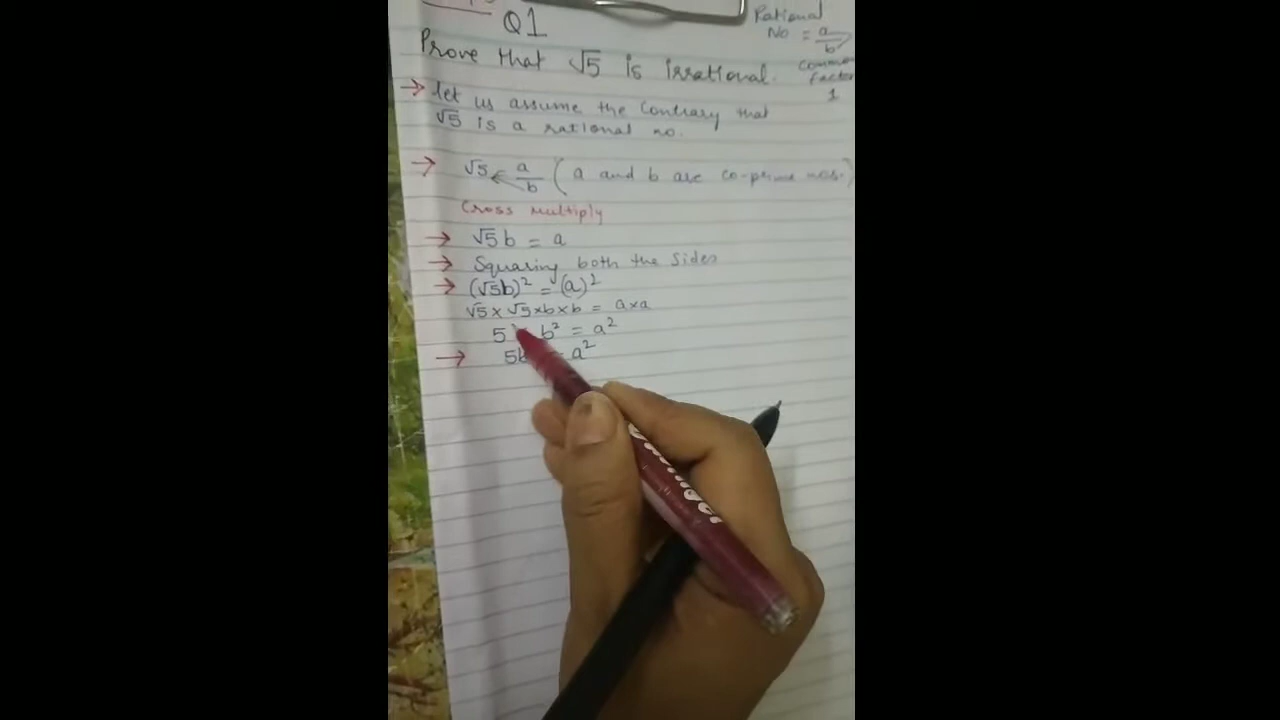 Q1
Rational
No = a/b
Common
factor
1
Prove that √5 is irrational.
→ let us assume the contrary that
√5 is a rational no.
→ √5 = a/b (a and b are co-prime nos.)
Cross multiply
→ √5b = a
→ Squaring both the sides
→ (√5b)² = (a)²
√5 × √5 × b × b = a × a
5 b² = a²
→ 5b = a²